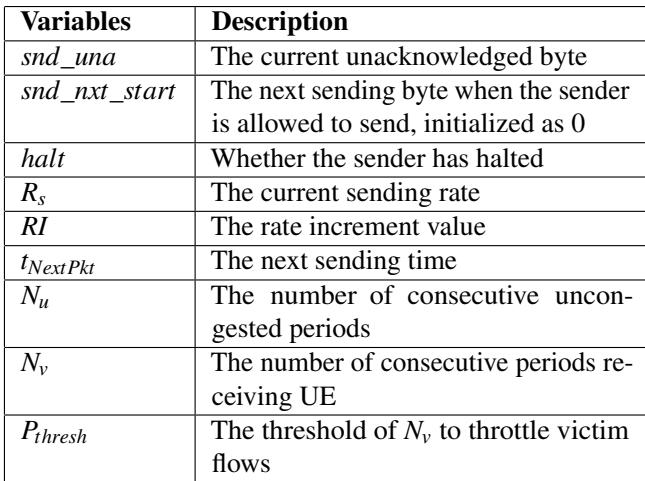 Variables Description
snd_una The current unacknowledged byte
snd_nxt_start The next sending byte when the sender
is allowed to send, initialized as 0
halt Whether the sender has halted
R_s The current sending rate
RI The rate increment value
t_NextPkt The next sending time
N_u The number of consecutive uncon-
gested periods
N_v The number of consecutive periods re-
ceiving UE
P_thresh The threshold of N_v to throttle victim
flows